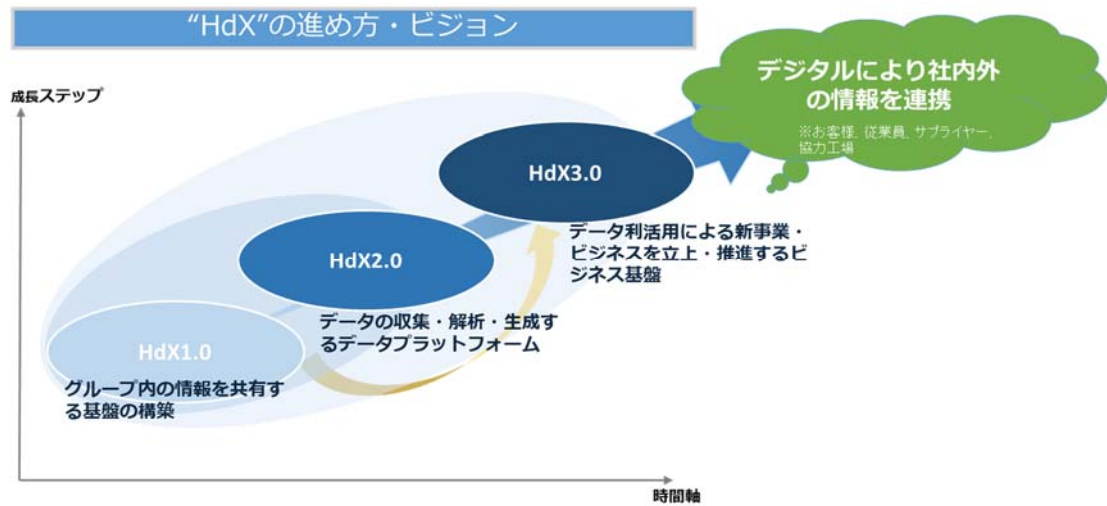 “HdX”の進め方・ビジョン
成長ステップ
デジタルにより社内外
の情報を連携
※お客様、従業員、サプライヤー、
協力工場
HdX3.0
データ利活用による新事業・
ビジネスを立上・推進するビ
ジネス基盤
HdX2.0
データの収集・解析・生成す
るデータプラットフォーム
HdX1.0
グループ内の情報を共有す
る基盤の構築
時間軸